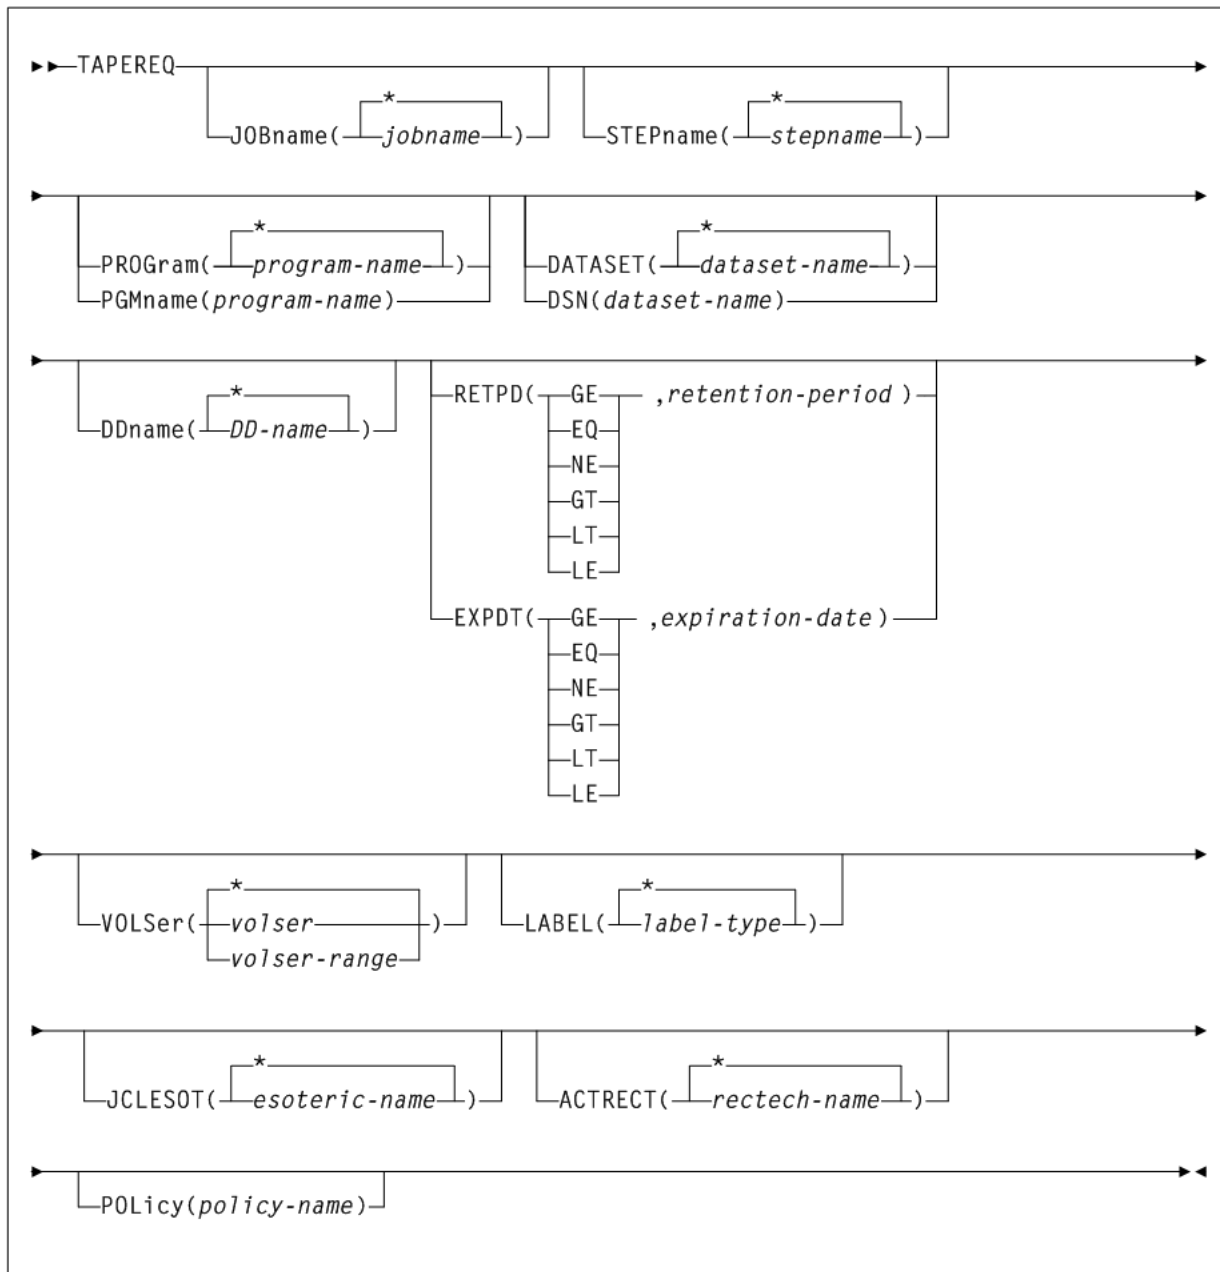 TAPEREQ
*
*
JOBname( jobname )
STEPname( stepname )
*
*
PROGram( program-name )
DATASET( dataset-name )
PGMname(program-name)
DSN(dataset-name)
*
RETPD( GE ,retention-period )
DDname( DD-name )
EQ
NE
GT
LT
LE
EXPDT( GE ,expiration-date )
EQ
NE
GT
LT
LE
*
*
VOLSer( volser )
LABEL( label-type )
volser-range
*
*
JCLESOT( esoteric-name )
ACTRECT( rectech-name )
POLicy(policy-name)